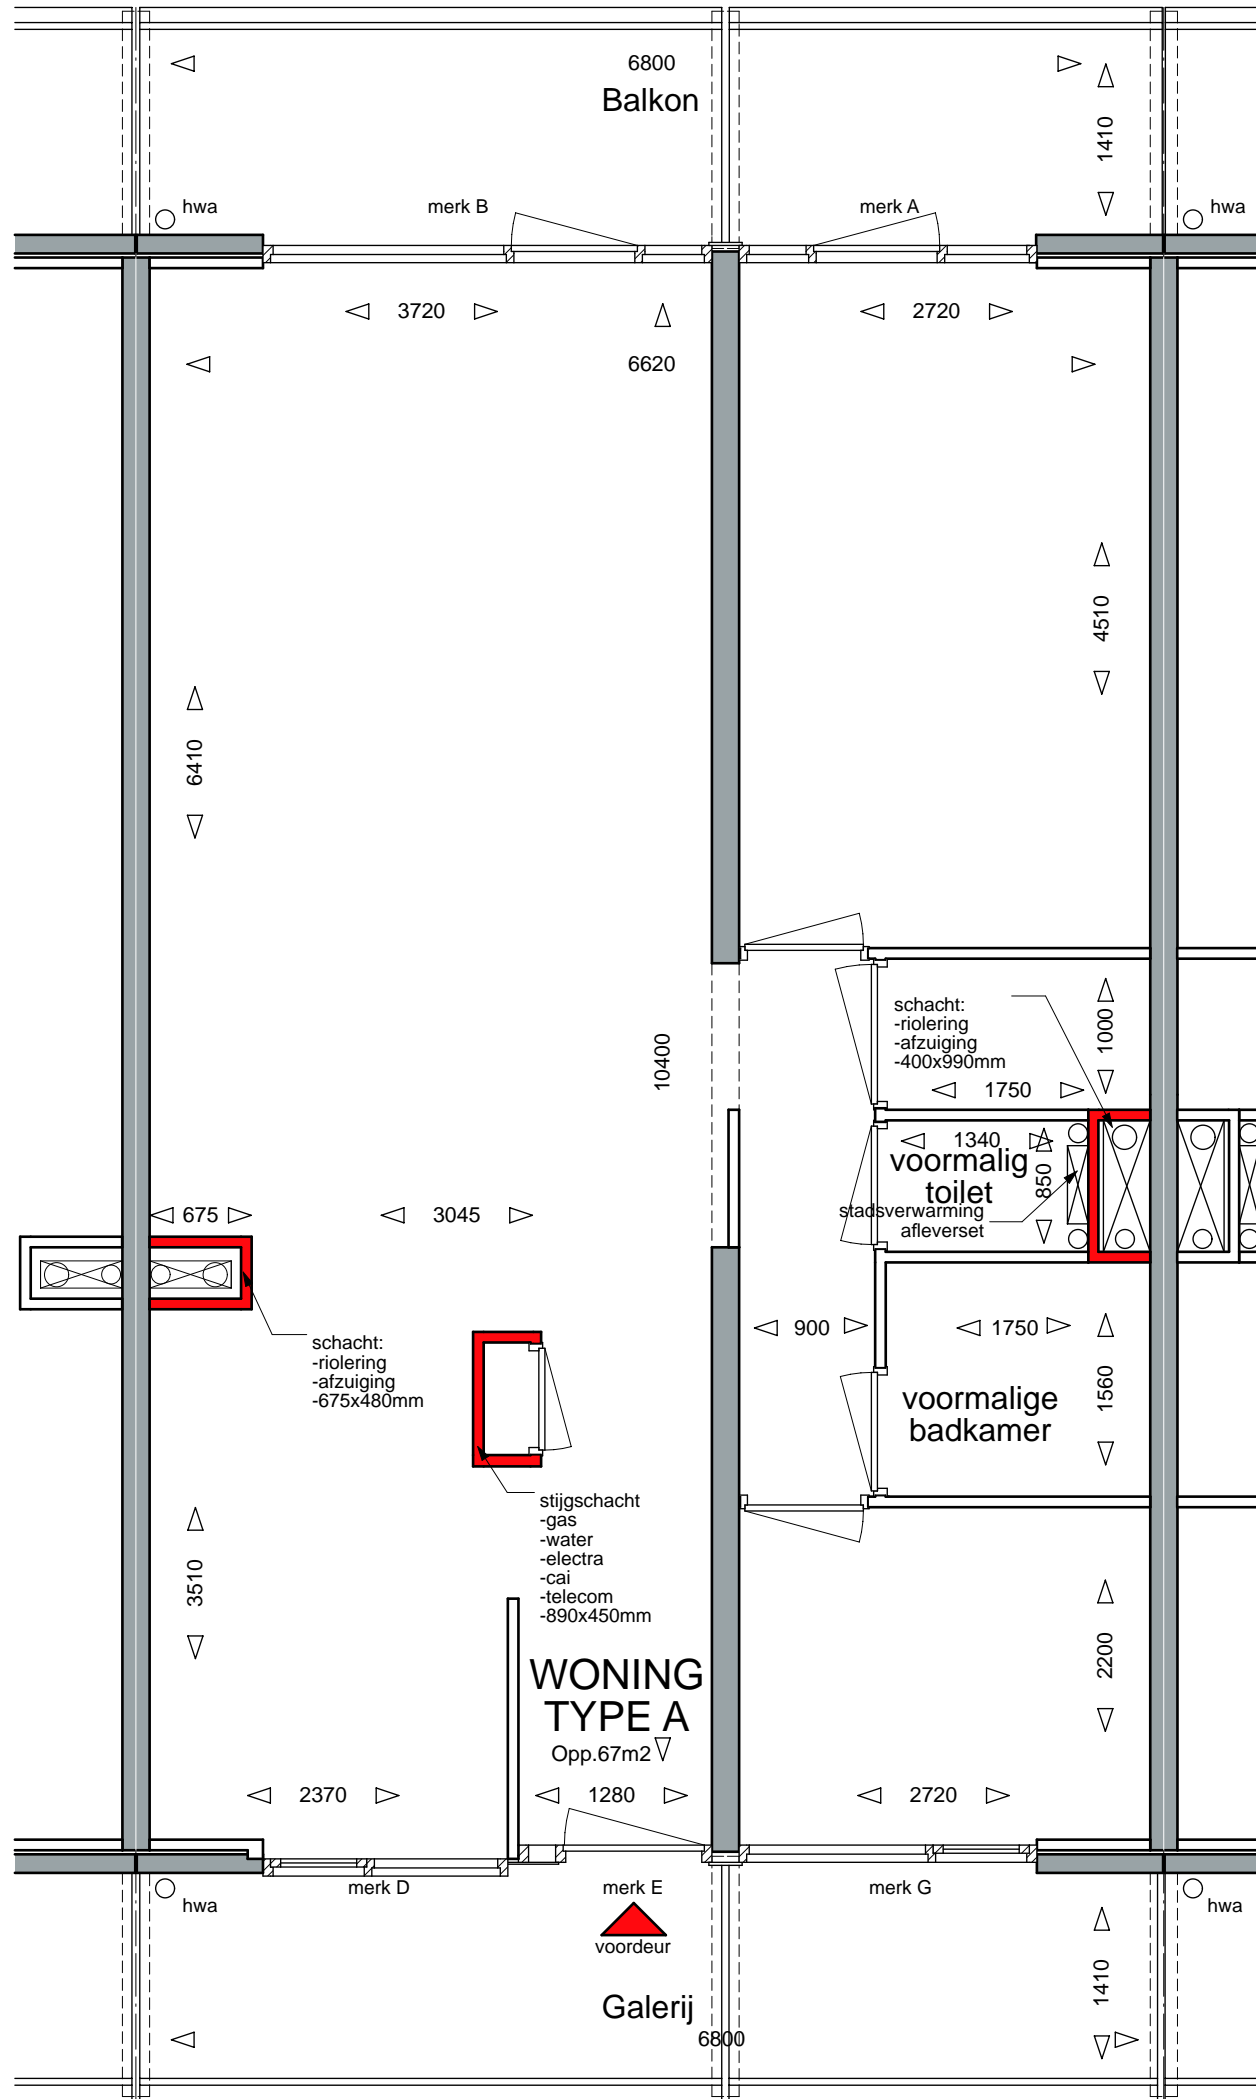 6800
Balkon
1410
hwa
merk B
merk A
hwa
3720
2720
6620
4510
6410
10400
schacht:
-riolering
-afzuiging
-400x990mm
1000
1750
1340
voormalig
toilet
850
stadsverwarming
afleverset
675
3045
schacht:
-riolering
-afzuiging
-675x480mm
900
1750
1560
voormalige
badkamer
stijgschacht
-gas
-water
-electra
-cai
-telecom
-890x450mm
3510
2200
WONING
TYPE A
Opp.67m2
2370
1280
2720
merk D
merk E
merk G
hwa
hwa
voordeur
1410
Galerij
6800